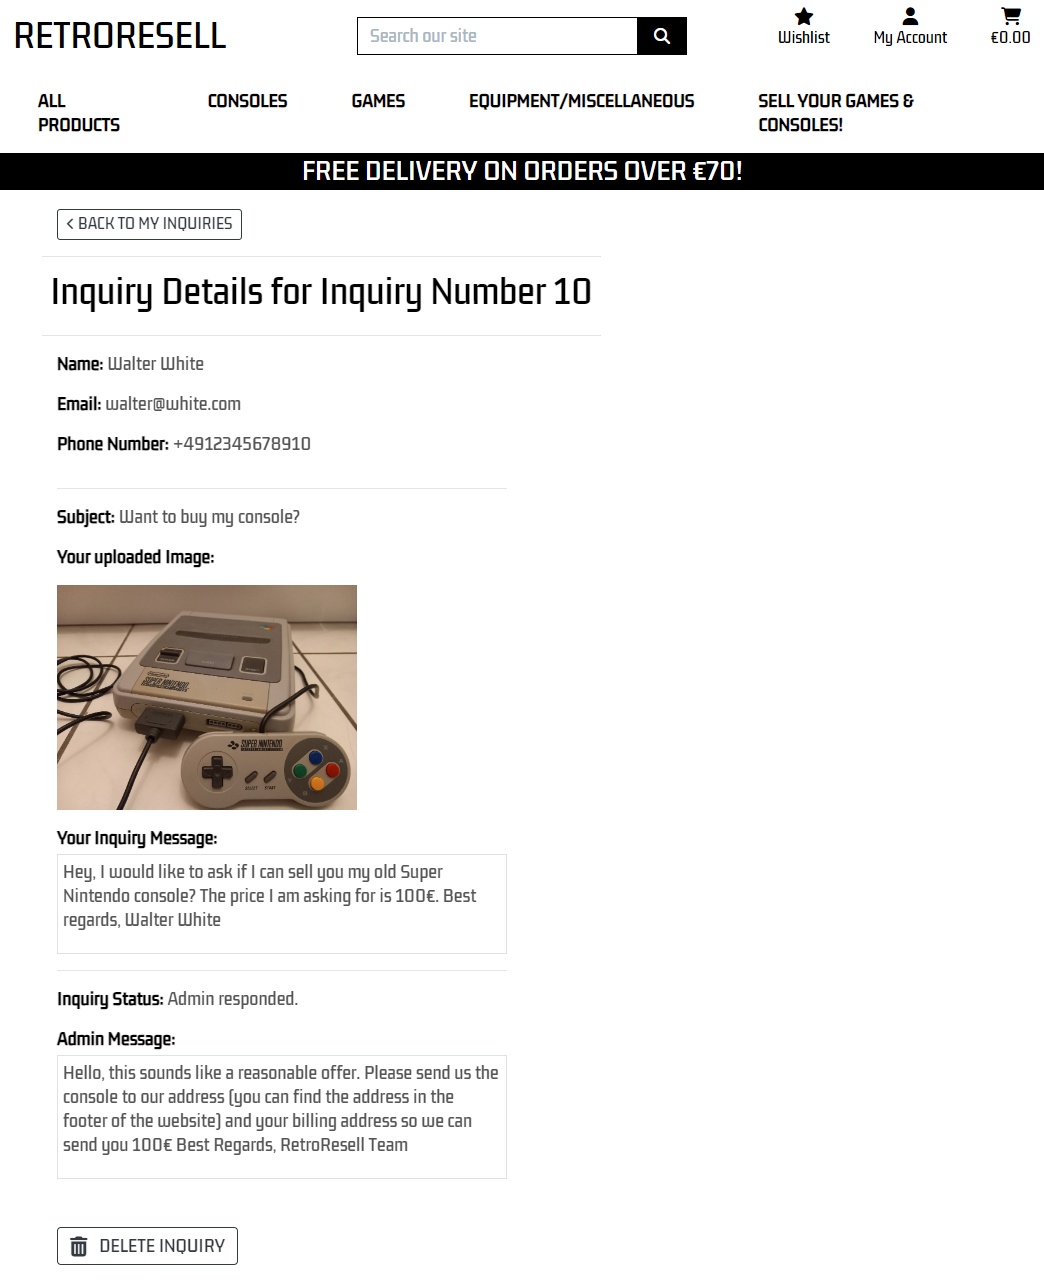 RETRORESELL
Search our site
Wishlist
My Account
€0.00
ALL
PRODUCTS
CONSOLES
GAMES
EQUIPMENT/MISCELLANEOUS
SELL YOUR GAMES &
CONSOLES!
FREE DELIVERY ON ORDERS OVER €70!
< BACK TO MY INQUIRIES
Inquiry Details for Inquiry Number 10
Name: Walter White
Email: walter@white.com
Phone Number: +4912345678910
Subject: Want to buy my console?
Your uploaded Image:
SUPER NINTENDO
SUPER NINTENDO
SELECT START
Your Inquiry Message:
Hey, I would like to ask if I can sell you my old Super
Nintendo console? The price I am asking for is 100€. Best
regards, Walter White
Inquiry Status: Admin responded.
Admin Message:
Hello, this sounds like a reasonable offer. Please send us the
console to our address (you can find the address in the
footer of the website) and your billing address so we can
send you 100€ Best Regards, RetroResell Team
DELETE INQUIRY